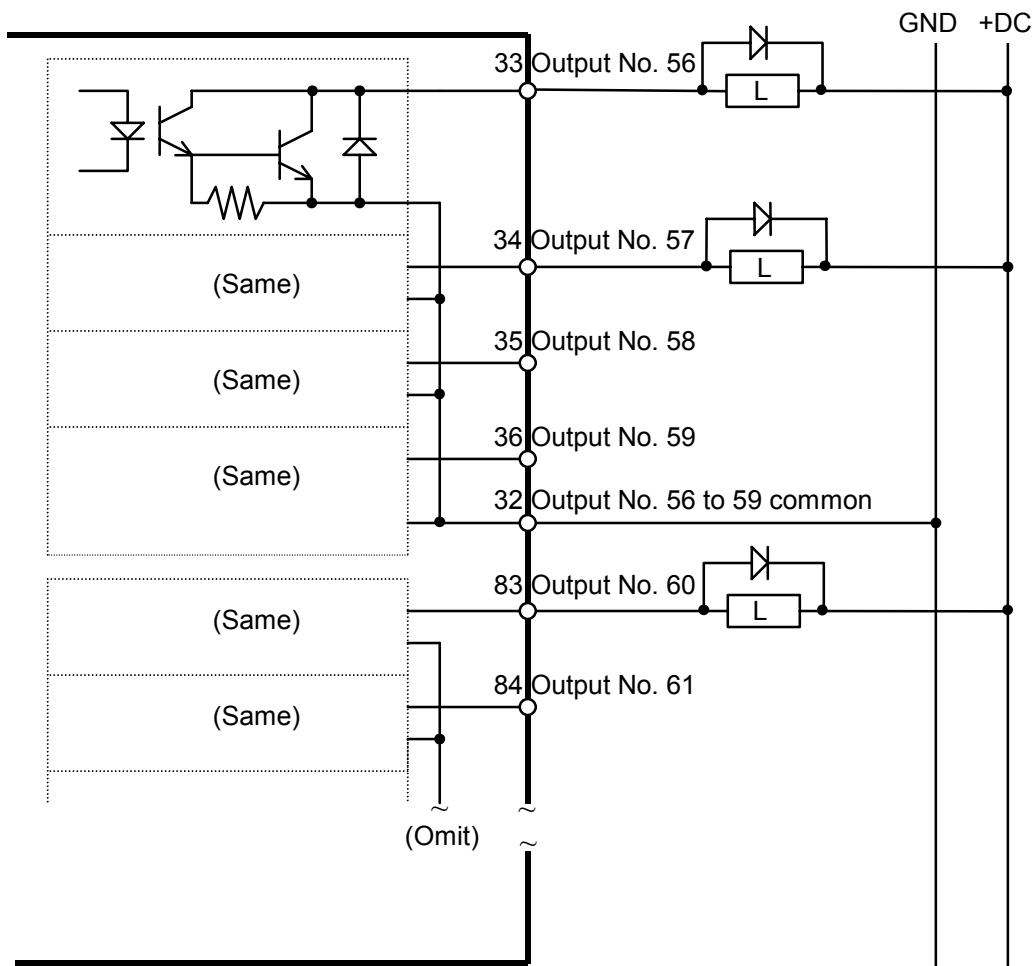 GND +DC
33 Output No. 56
L
34 Output No. 57
L
(Same)
35 Output No. 58
(Same)
36 Output No. 59
(Same)
32 Output No. 56 to 59 common
83 Output No. 60
L
(Same)
84 Output No. 61
(Same)
~ ~
(Omit) ~